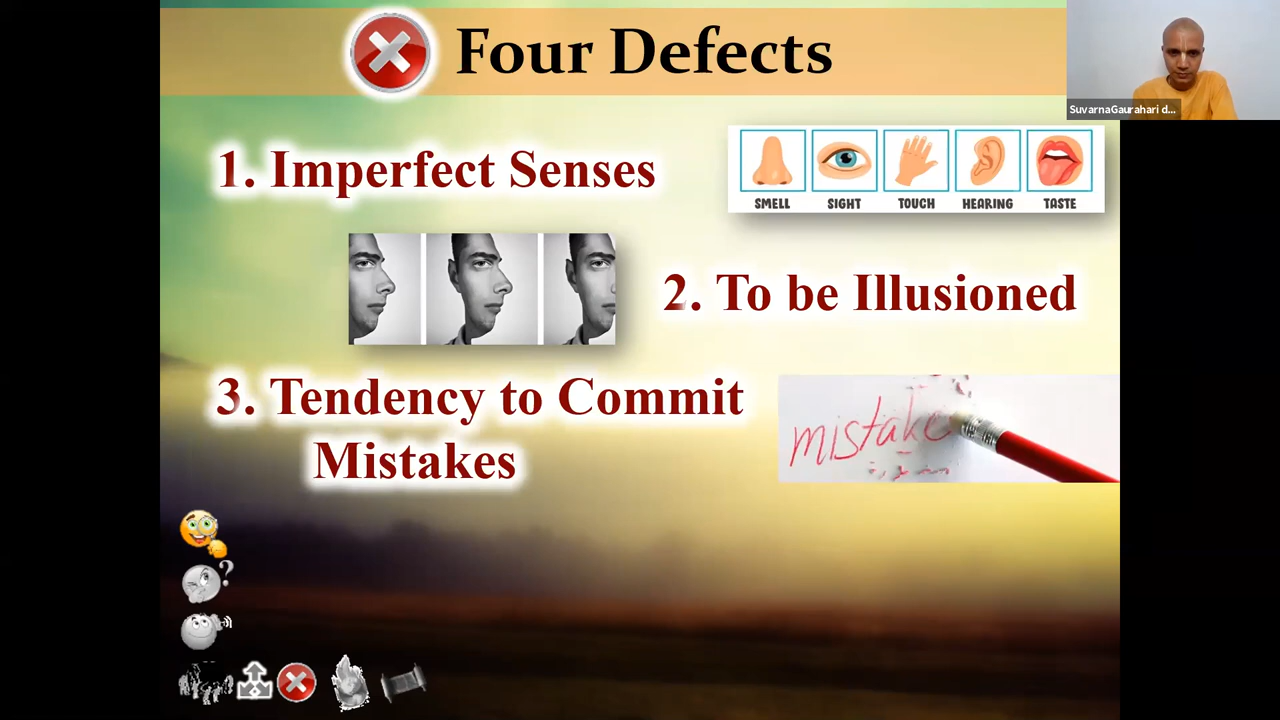 Four Defects
SuvarnaGaurahari d...
1. Imperfect Senses
SMELL SIGHT TOUCH HEARING TASTE
2. To be Illusioned
3. Tendency to Commit
Mistakes
mistake
?